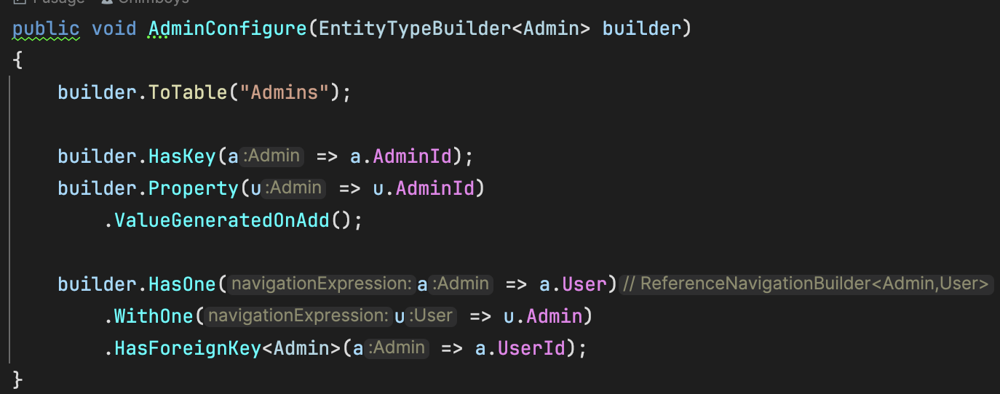 public void AdminConfigure(EntityTypeBuilder<Admin> builder)
{
builder.ToTable("Admins");
builder.HasKey(a :Admin => a.AdminId);
builder.Property(u :Admin => u.AdminId)
.ValueGeneratedOnAdd();
builder.HasOne( navigationExpression: a :Admin => a.User) // ReferenceNavigationBuilder<Admin,User>
.WithOne( navigationExpression: u :User => u.Admin)
.HasForeignKey<Admin>(a :Admin => a.UserId);
}